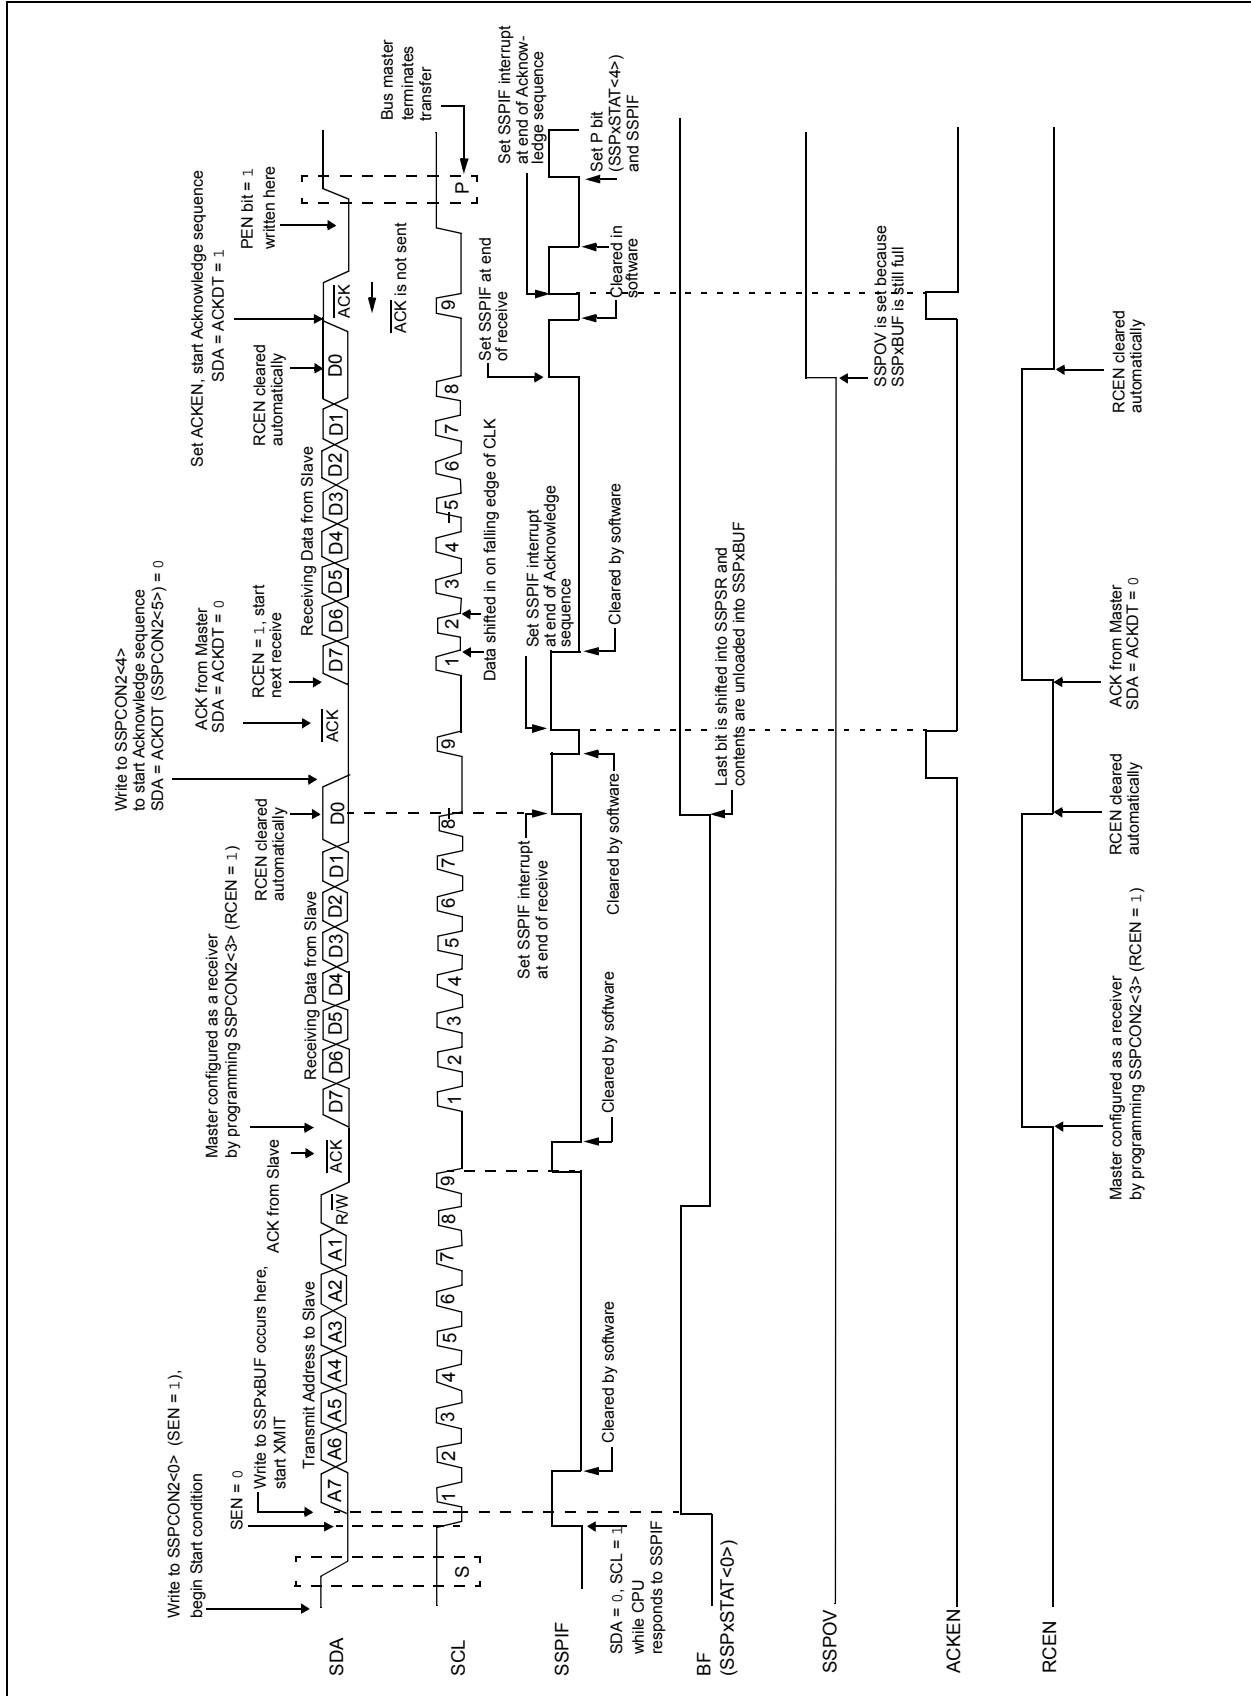 Write to SSPCON2<0> (SEN = 1),
begin Start condition
SEN = 0
Write to SSPxBUF occurs here,
start XMIT
ACK from Slave
Master configured as a receiver
by programming SSPCON2<3> (RCEN = 1)
RCEN cleared
automatically
Write to SSPCON2<4>
to start Acknowledge sequence
SDA = ACKDT (SSPCON2<5>) = 0
ACK from Master
SDA = ACKDT = 0
RCEN = 1, start
next receive
RCEN cleared
automatically
Set ACKEN, start Acknowledge sequence
SDA = ACKDT = 1
PEN bit = 1
written here
Transmit Address to Slave
Receiving Data from Slave
Receiving Data from Slave
SDA
A7 A6 A5 A4 A3 A2 A1 R/W ACK D7 D6 D5 D4 D3 D2 D1 D0 ACK D7 D6 D5 D4 D3 D2 D1 D0 ACK
ACK is not sent
Bus master
terminates
transfer
SCL
S 1 2 3 4 5 6 7 8 9 1 2 3 4 5 6 7 8 9 1 2 3 4 5 6 7 8 9 P
Data shifted in on falling edge of CLK
Set SSPIF interrupt
at end of receive
Set SSPIF interrupt
at end of Acknowledge
sequence
Set SSPIF at end
of receive
Set SSPIF interrupt
at end of Acknow-
ledge sequence
SSPIF
SDA = 0, SCL = 1
while CPU
responds to SSPIF
Cleared by software
Cleared by software
Cleared by software
Cleared by software
Cleared in
software
Set P bit
(SSPxSTAT<4>)
and SSPIF
BF
(SSPxSTAT<0>)
Last bit is shifted into SSPSR and
contents are unloaded into SSPxBUF
SSPOV
SSPOV is set because
SSPxBUF is still full
ACKEN
RCEN
Master configured as a receiver
by programming SSPCON2<3> (RCEN = 1)
RCEN cleared
automatically
ACK from Master
SDA = ACKDT = 0
RCEN cleared
automatically